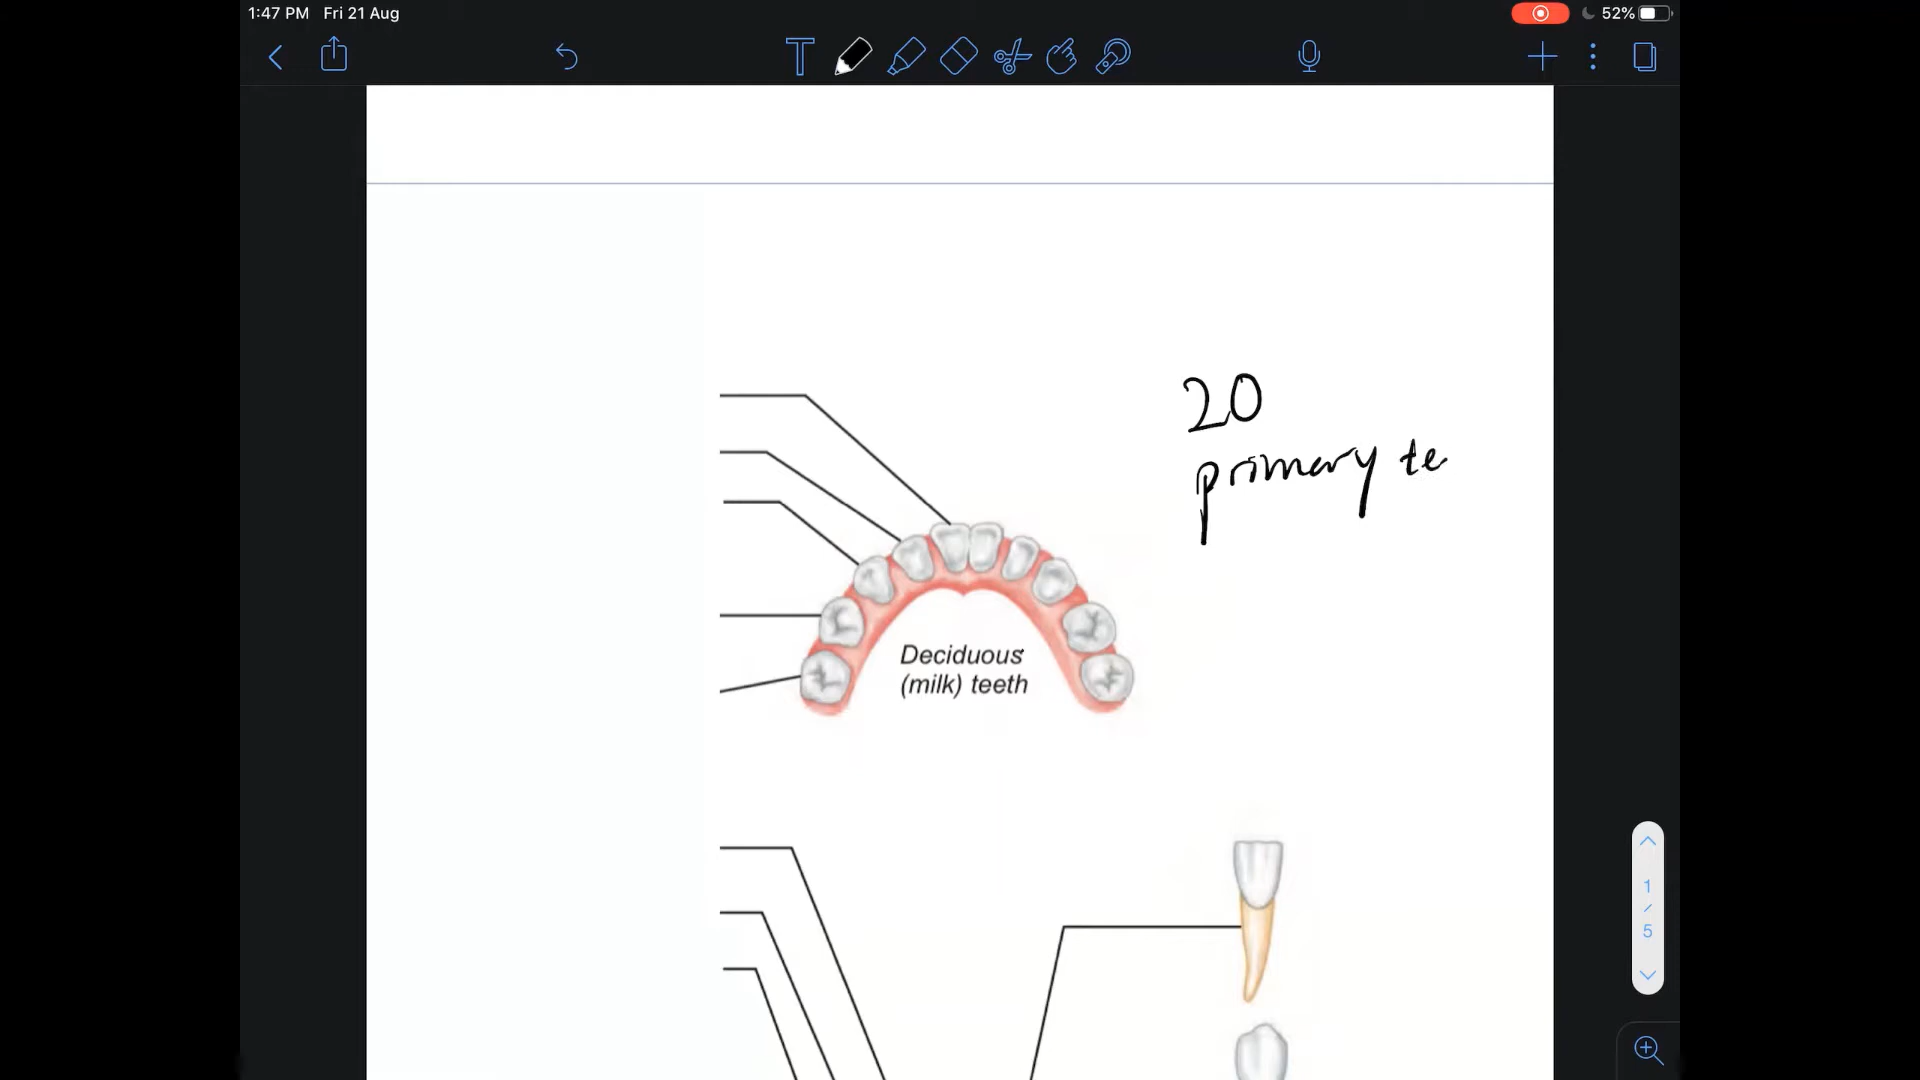 1:47 PM Fri 21 Aug
52%
T
20
primary te
Deciduous
(milk) teeth
1
/
5